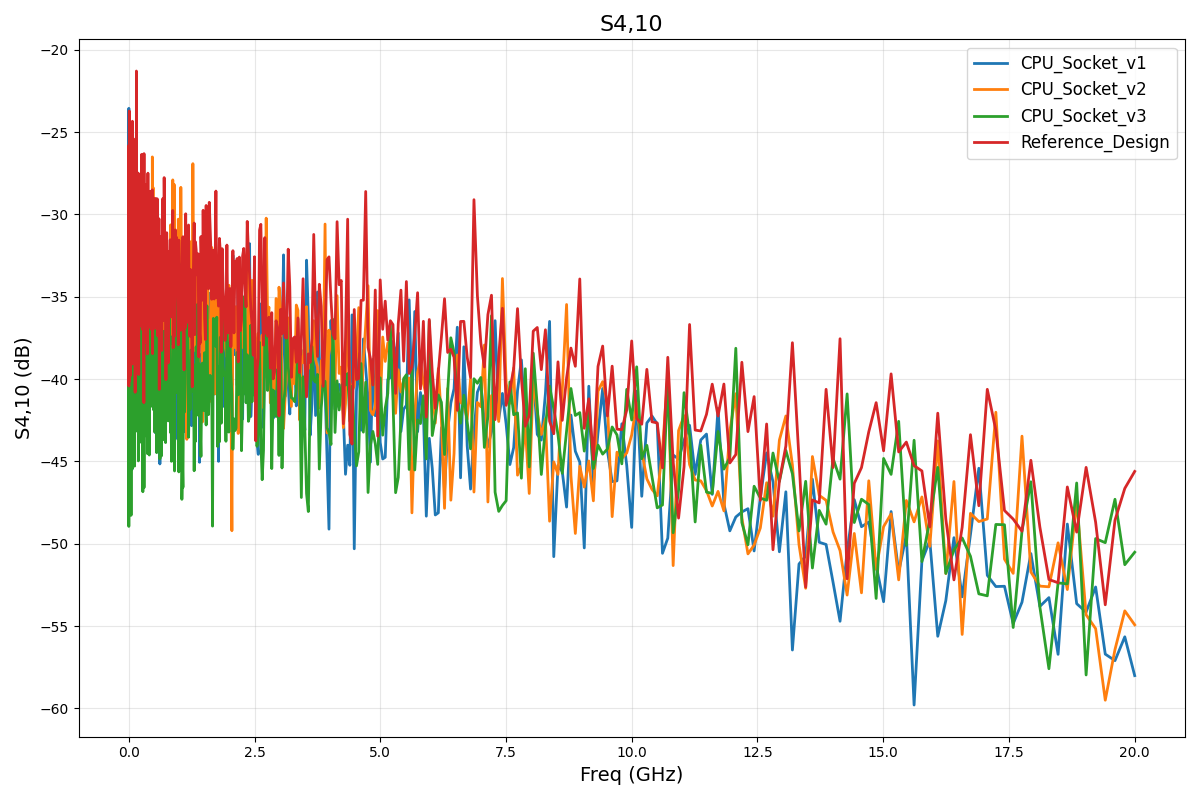 S4,10
CPU_Socket_v1
CPU_Socket_v2
CPU_Socket_v3
Reference_Design
S4,10 (dB)
−20
−25
−30
−35
−40
−45
−50
−55
−60
0.0 2.5 5.0 7.5 10.0 12.5 15.0 17.5 20.0
Freq (GHz)